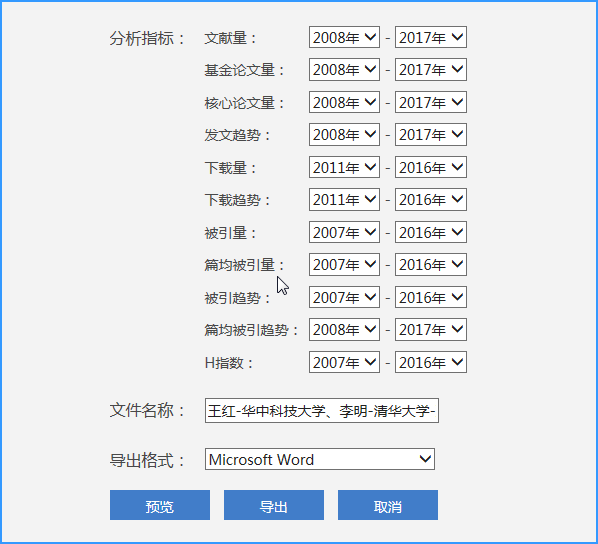 分析指标： 文献量： 2008年 - 2017年
基金论文量： 2008年 - 2017年
核心论文量： 2008年 - 2017年
发文趋势： 2008年 - 2017年
下载量： 2011年 - 2016年
下载趋势： 2011年 - 2016年
被引量： 2007年 - 2016年
篇均被引量： 2007年 - 2016年
被引趋势： 2007年 - 2016年
篇均被引趋势： 2008年 - 2017年
H指数： 2007年 - 2016年
文件名称： 王红-华中科技大学、李明-清华大学-
导出格式： Microsoft Word
预览 导出 取消